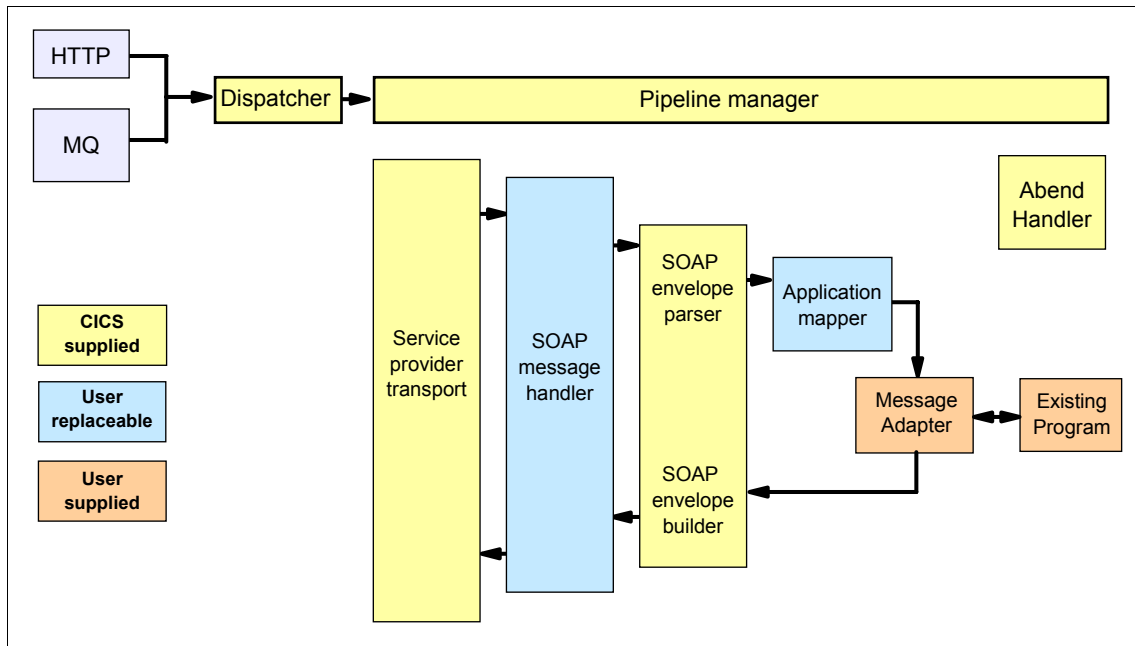 HTTP
MQ
Dispatcher
Pipeline manager
Abend
Handler
Service
provider
transport
SOAP
message
handler
SOAP
envelope
parser
SOAP
envelope
builder
Application
mapper
Message
Adapter
Existing
Program
CICS
supplied
User
replaceable
User
supplied